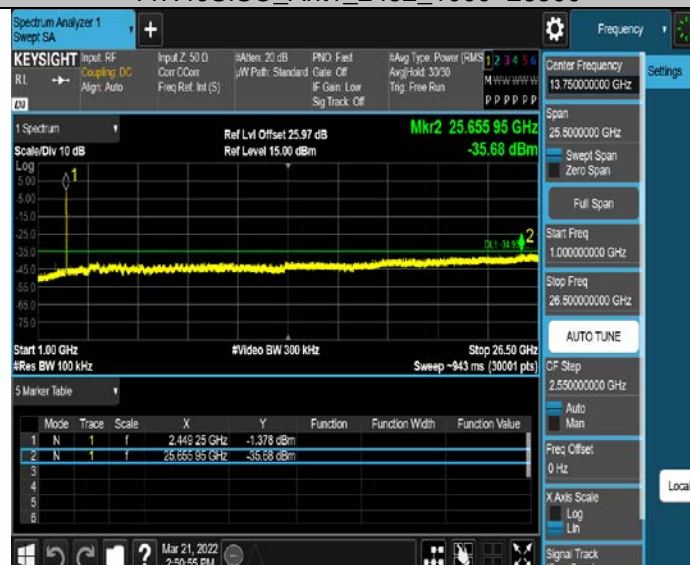 Spectrum Analyzer 1
Swept SA
Frequency
KEYSIGHT
Input: RF
Input Z: 50 Ω
#Atten: 20 dB
PNO: Fast
#Avg Type: Power (RMS
1 2 3 4 5 6
RL
Coupling: DC
Corr CCorr
µW Path: Standard
Gate: Off
Avg|Hold: 30/30
M W W W W W
Align: Auto
Freq Ref: Int (S)
IF Gain: Low
Trig: Free Run
Sig Track: Off
P P P P P P
LXI
Center Frequency
13.750000000 GHz
Settings
Span
25.5000000 GHz
Swept Span
Zero Span
Full Span
Start Freq
1.000000000 GHz
Stop Freq
26.500000000 GHz
AUTO TUNE
CF Step
2.550000000 GHz
Auto
Man
Freq Offset
0 Hz
X Axis Scale
Log
Lin
Signal Track
Local
1 Spectrum
Ref Lvl Offset 25.97 dB
Mkr2 25.655 95 GHz
Scale/Div 10 dB
Ref Level 15.00 dBm
-35.68 dBm
Log
1
5.00
-5.00
-15.0
-25.0
2
-35.0
-45.0
-55.0
-65.0
-75.0
Start 1.00 GHz
#Video BW 300 kHz
Stop 26.50 GHz
#Res BW 100 kHz
Sweep ~943 ms (30001 pts)
5 Marker Table
Mode Trace Scale X Y Function Function Width Function Value
1 N 1 f 2.449 25 GHz -1.378 dBm
2 N 1 f 25.655 95 GHz -35.68 dBm
3
4
5
6
?
Mar 21, 2022
2:50:55 PM